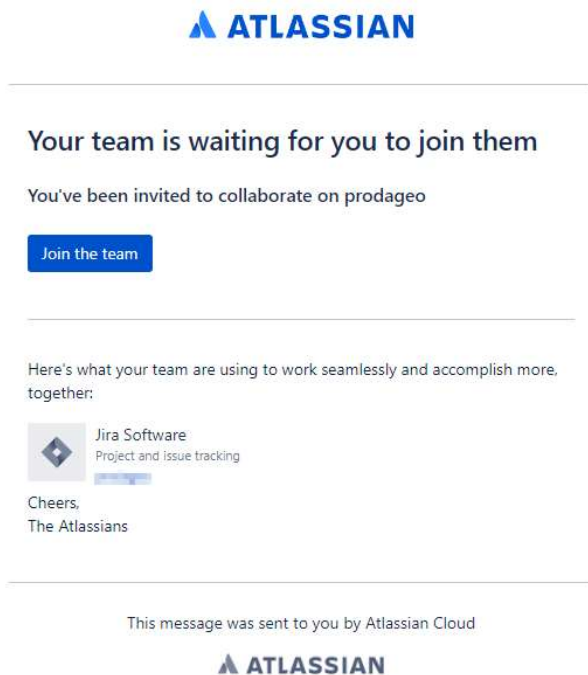 ATLASSIAN
Your team is waiting for you to join them
You've been invited to collaborate on prodageo
Join the team
Here's what your team are using to work seamlessly and accomplish more,
together:
Jira Software
Project and issue tracking
Cheers,
The Atlassians
This message was sent to you by Atlassian Cloud
ATLASSIAN